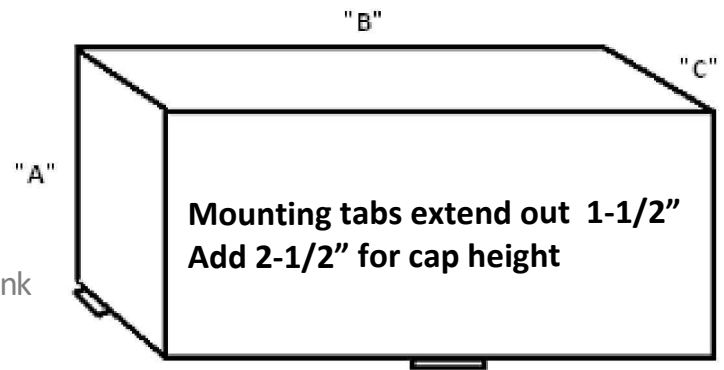 "B"
"C"
"A"
Mounting tabs extend out 1-1/2”
Add 2-1/2” for cap height
nk